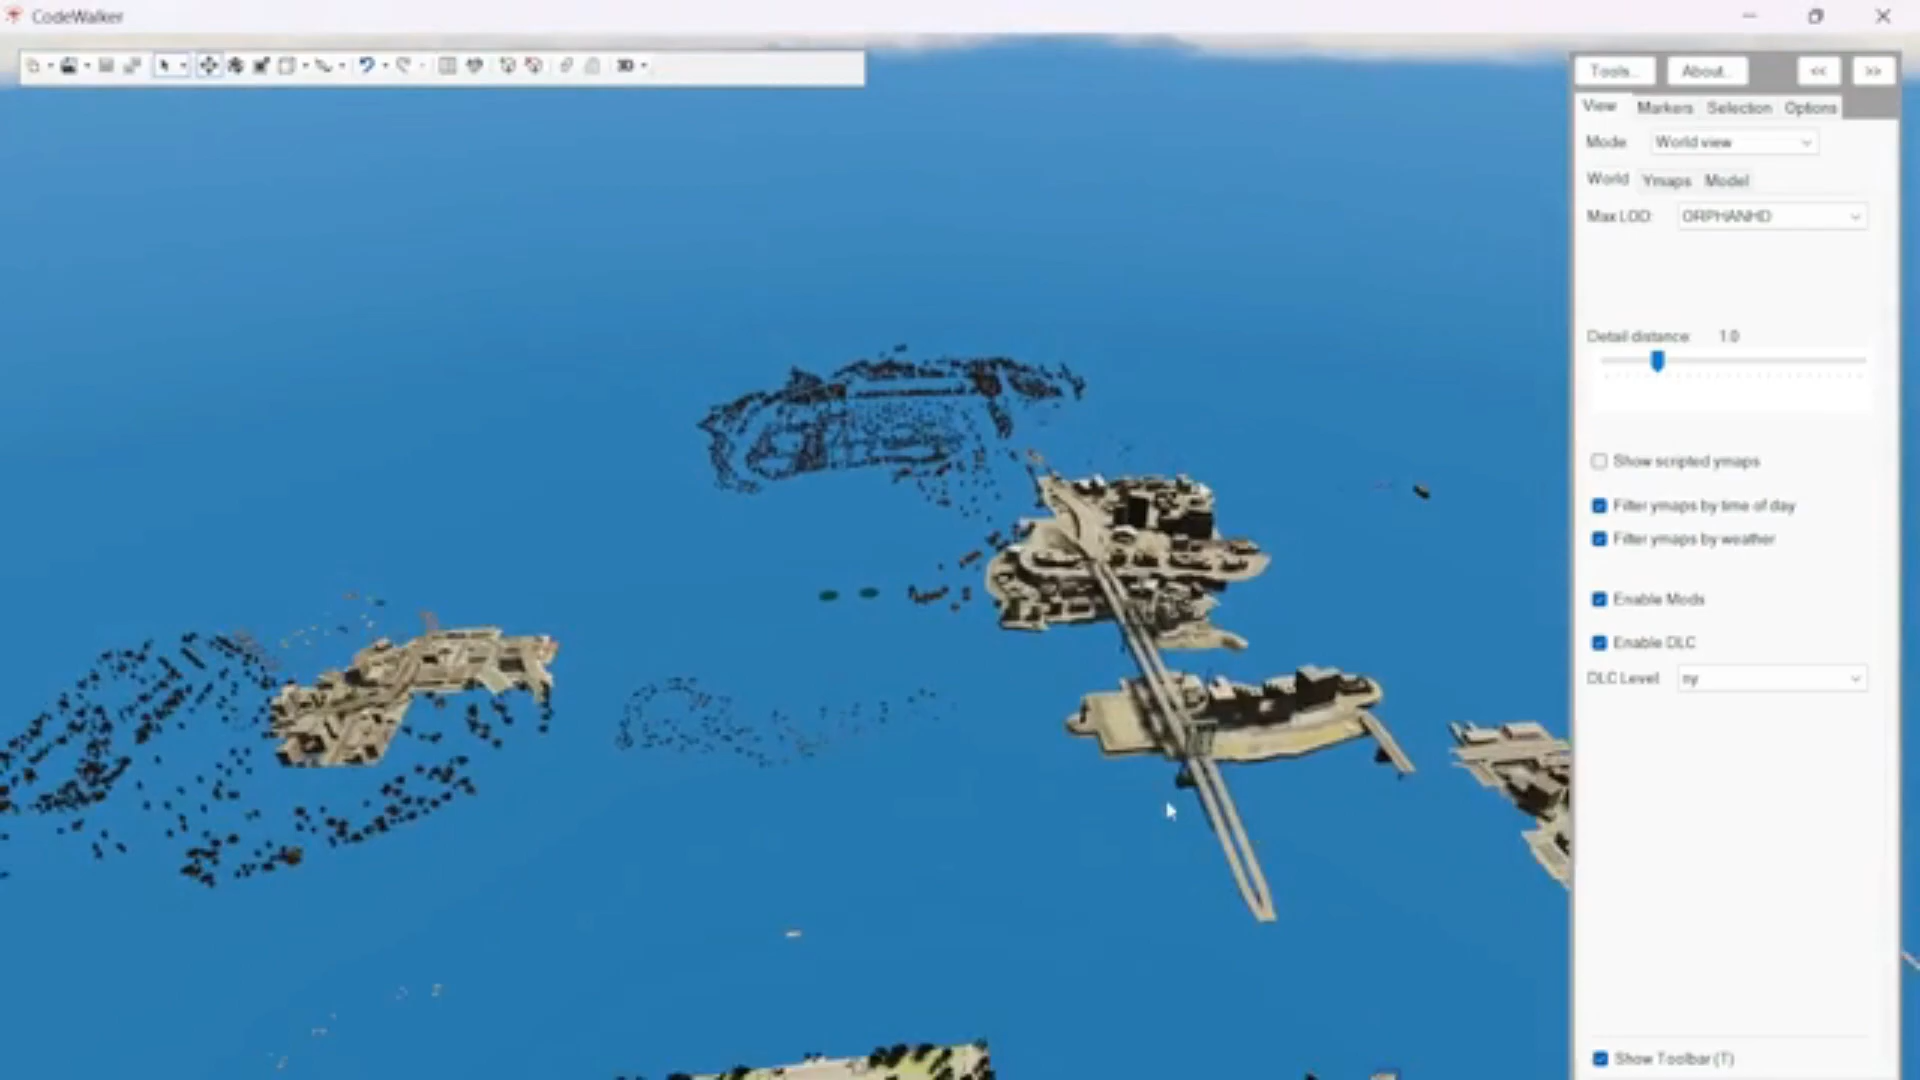 CodeWalker
3D
Tools...
About...
<<
>>
View
Markers
Selection
Options
Mode:
World view
World
Ymaps
Model
Max LOD:
ORPHANHD
Detail distance:
1.0
Show scripted ymaps
Filter ymaps by time of day
Filter ymaps by weather
Enable Mods
Enable DLC
DLC Level:
ny
Show Toolbar (T)